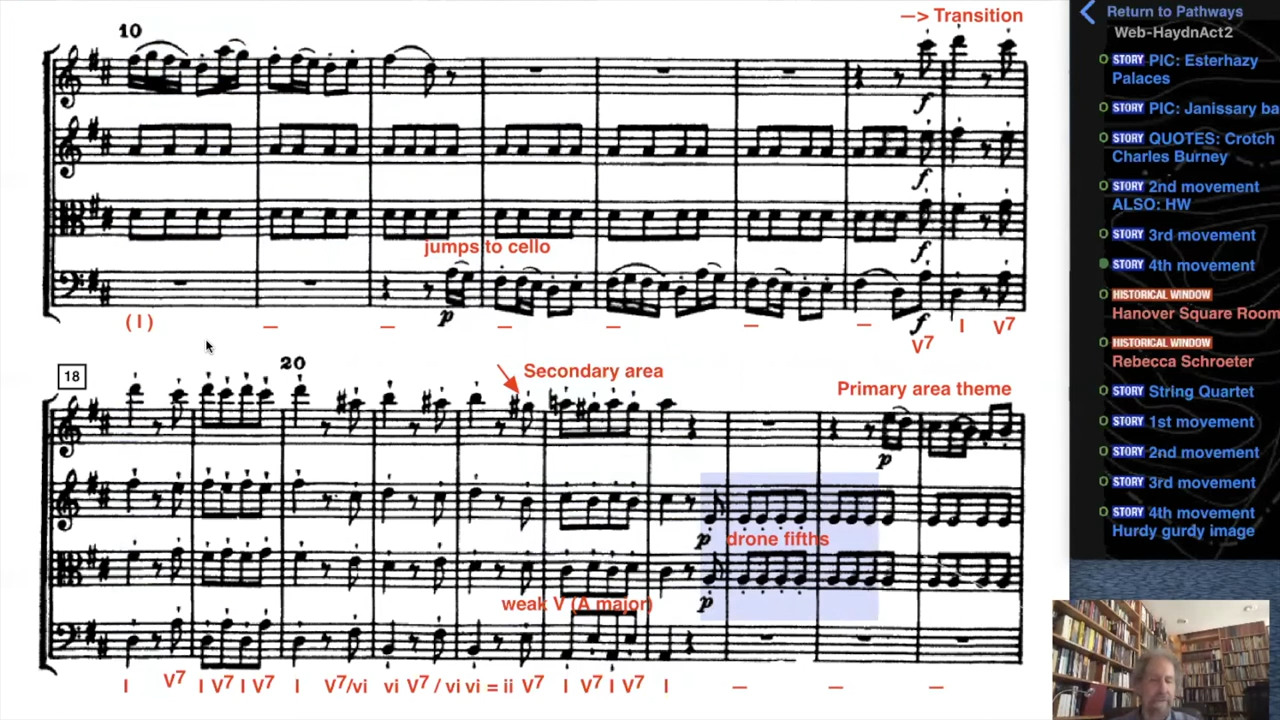 —> Transition
10
f
f
jumps to cello
f
p
f
(I) – – – – – – V7 I V7
18
20
Secondary area
Primary area theme
p
p
drone fifths
p
weak V (A major)
I V7 I V7 I V7 I V7/vi vi V7 / vi vi = ii V7 I V7 I V7 I – – –
Return to Pathways
Web-HaydnAct2
STORY PIC: Esterhazy
Palaces
STORY PIC: Janissary ba
STORY QUOTES: Crotch
Charles Burney
STORY 2nd movement
ALSO: HW
STORY 3rd movement
STORY 4th movement
HISTORICAL WINDOW
Hanover Square Room
HISTORICAL WINDOW
Rebecca Schroeter
STORY String Quartet
STORY 1st movement
STORY 2nd movement
STORY 3rd movement
STORY 4th movement
Hurdy gurdy image